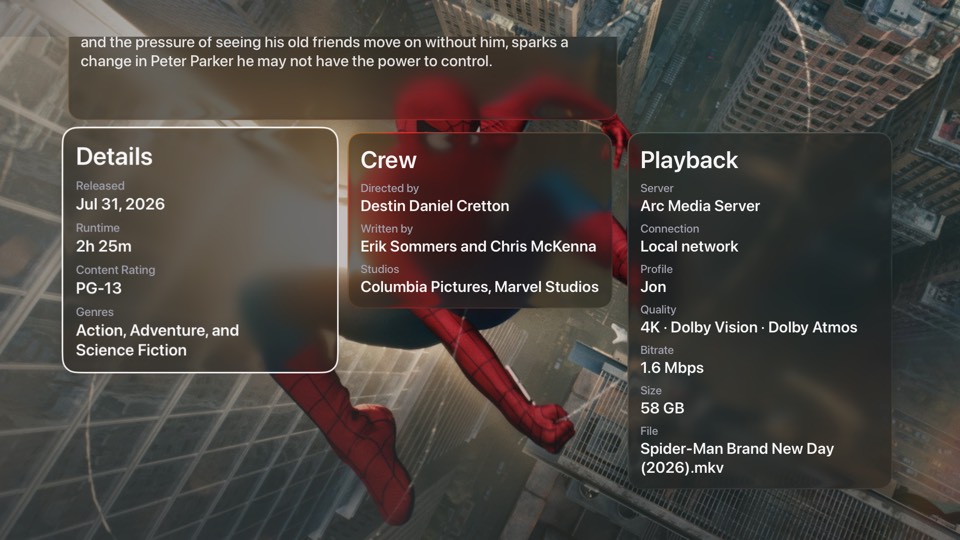 and the pressure of seeing his old friends move on without him, sparks a
change in Peter Parker he may not have the power to control.
Details
Released
Jul 31, 2026
Runtime
2h 25m
Content Rating
PG-13
Genres
Action, Adventure, and
Science Fiction
Crew
Directed by
Destin Daniel Cretton
Written by
Erik Sommers and Chris McKenna
Studios
Columbia Pictures, Marvel Studios
Playback
Server
Arc Media Server
Connection
Local network
Profile
Jon
Quality
4K · Dolby Vision · Dolby Atmos
Bitrate
1.6 Mbps
Size
58 GB
File
Spider-Man Brand New Day
(2026).mkv